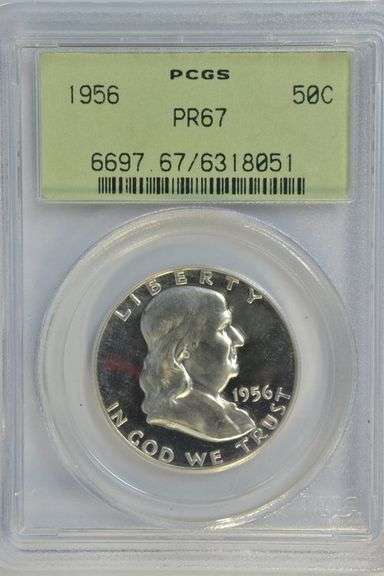 PCGS
1956 50C
PR67
6697.67/6318051
LIBERTY
1956
IN GOD WE TRUST